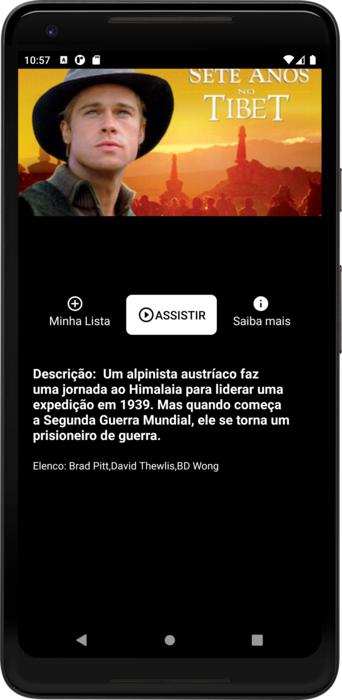 10:57
SETE ANOS
NO
TIBET
Minha Lista
ASSISTIR
Saiba mais
Descrição:  Um alpinista austríaco faz
uma jornada ao Himalaia para liderar uma
expedição em 1939. Mas quando começa
a Segunda Guerra Mundial, ele se torna um
prisioneiro de guerra.
Elenco: Brad Pitt,David Thewlis,BD Wong